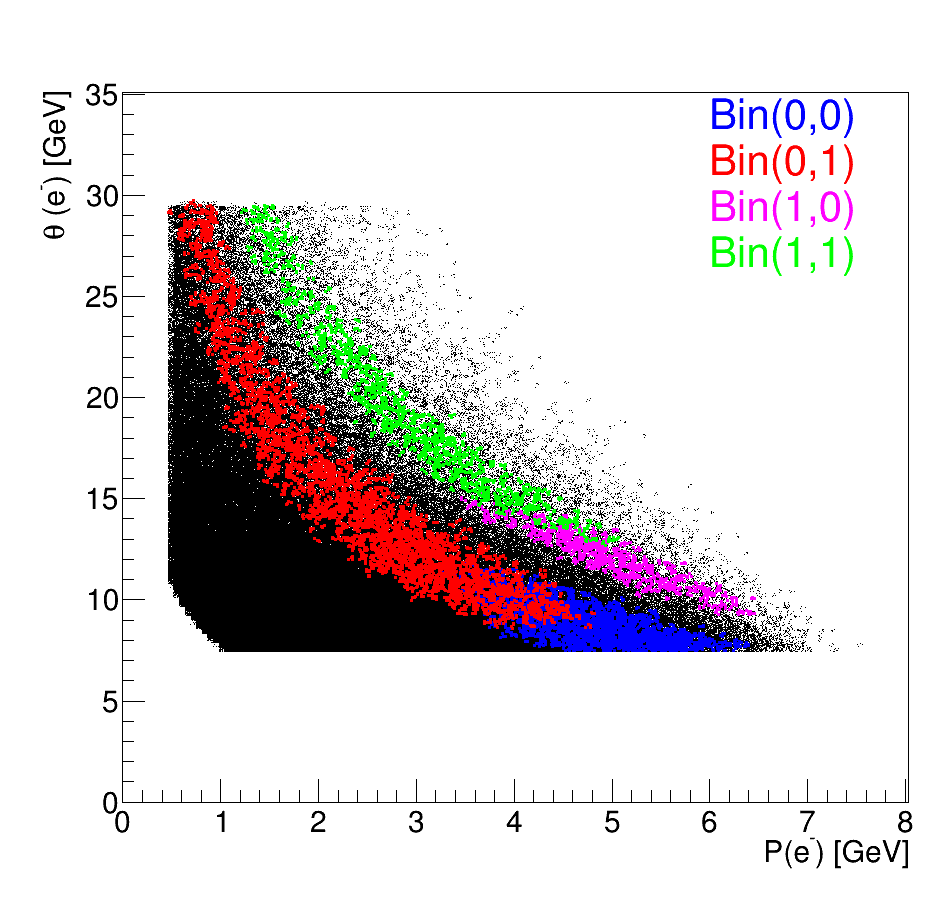 θ (e⁻) [GeV]
35
30
25
20
15
10
5
0
Bin(0,0)
Bin(0,1)
Bin(1,0)
Bin(1,1)
0 1 2 3 4 5 6 7 8
P(e⁻) [GeV]